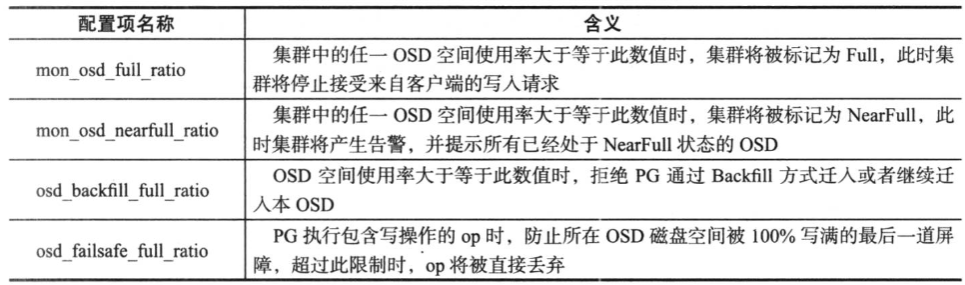 配置项名称
含义
mon_osd_full_ratio
集群中的任一 OSD 空间使用率大于等于此数值时，集群将被标记为 Full，此时集
群将停止接受来自客户端的写入请求
mon_osd_nearfull_ratio
集群中的任一 OSD 空间使用率大于等于此数值时，集群将被标记为 NearFull，此
时集群将产生告警，并提示所有已经处于 NearFull 状态的 OSD
osd_backfill_full_ratio
OSD 空间使用率大于等于此数值时，拒绝 PG 通过 Backfill 方式迁入或者继续迁
入本 OSD
osd_failsafe_full_ratio
PG 执行包含写操作的 op 时，防止所在 OSD 磁盘空间被 100% 写满的最后一道屏
障，超过此限制时，op 将被直接丢弃